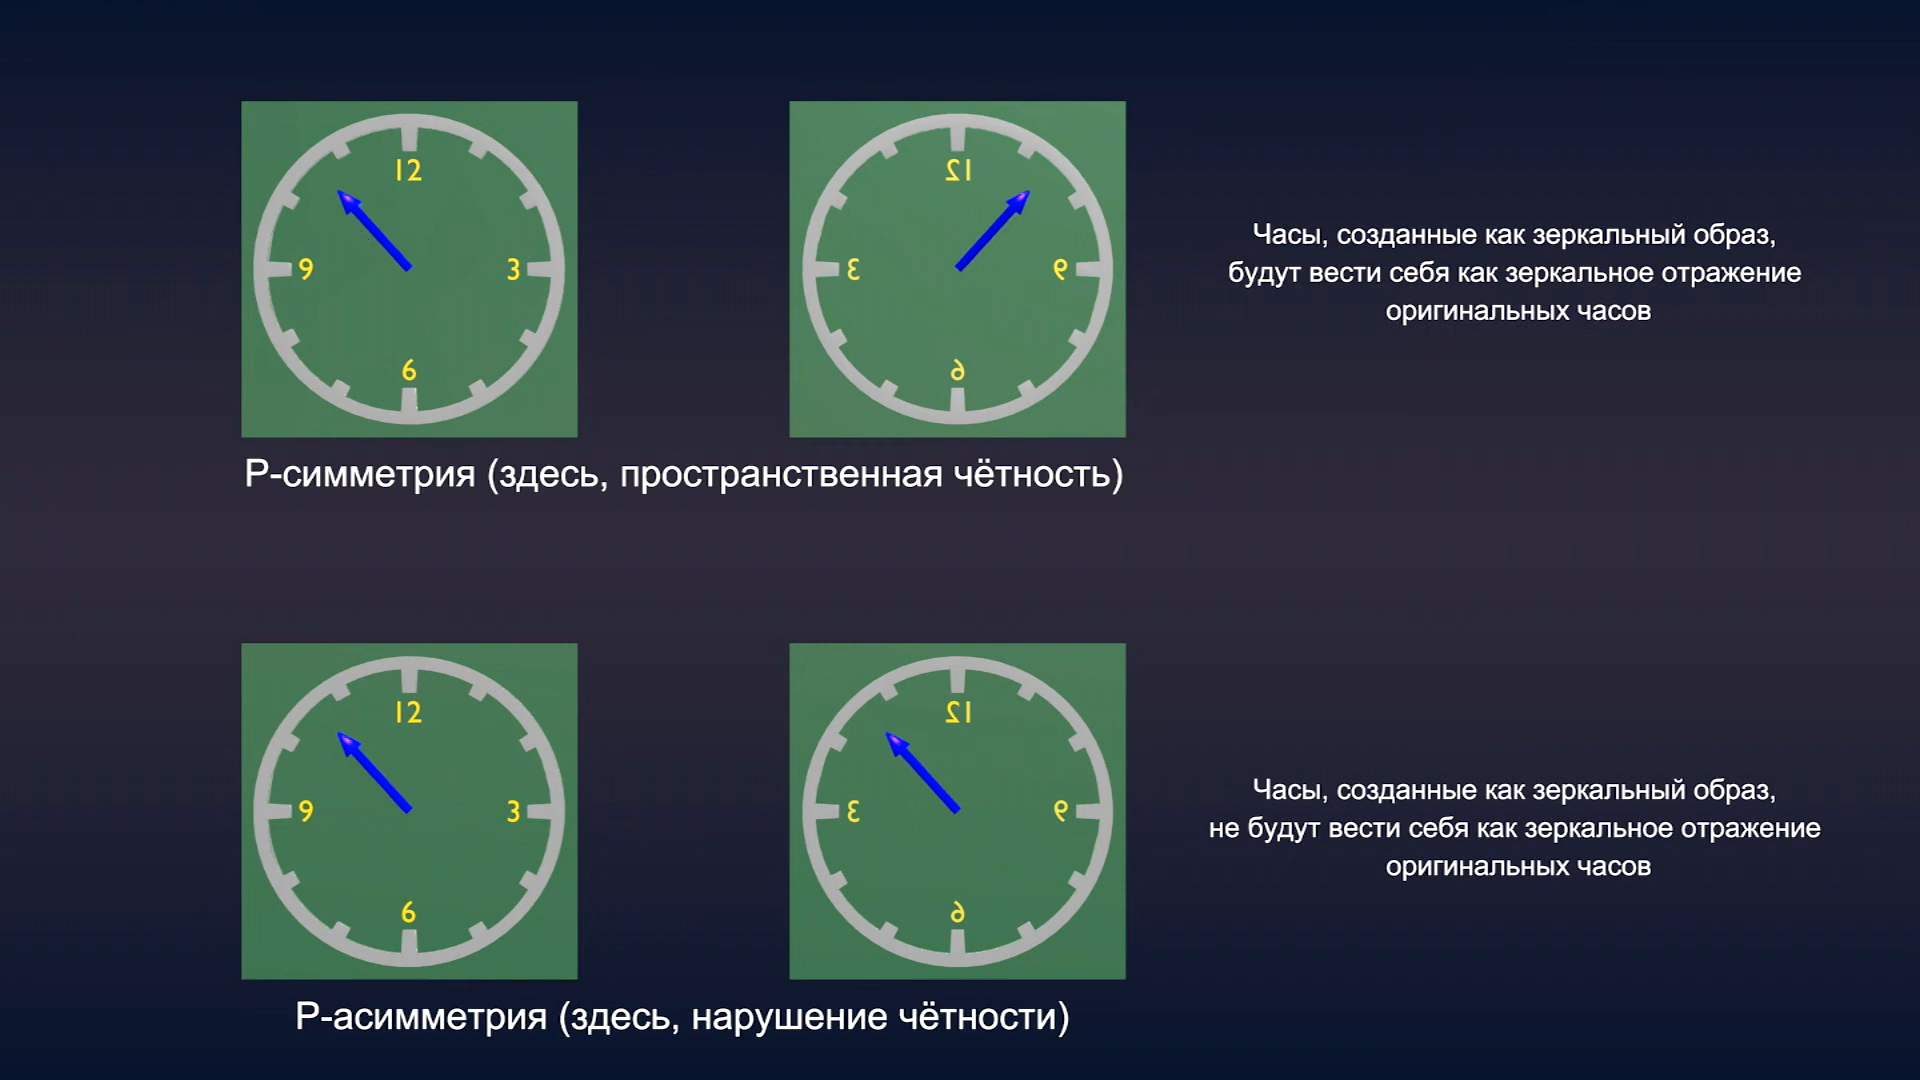 12
9 3
6
12
3 9
6
Часы, созданные как зеркальный образ,
будут вести себя как зеркальное отражение
оригинальных часов
Р-симметрия (здесь, пространственная чётность)
12
9 3
6
12
3 9
6
Часы, созданные как зеркальный образ,
не будут вести себя как зеркальное отражение
оригинальных часов
Р-асимметрия (здесь, нарушение чётности)